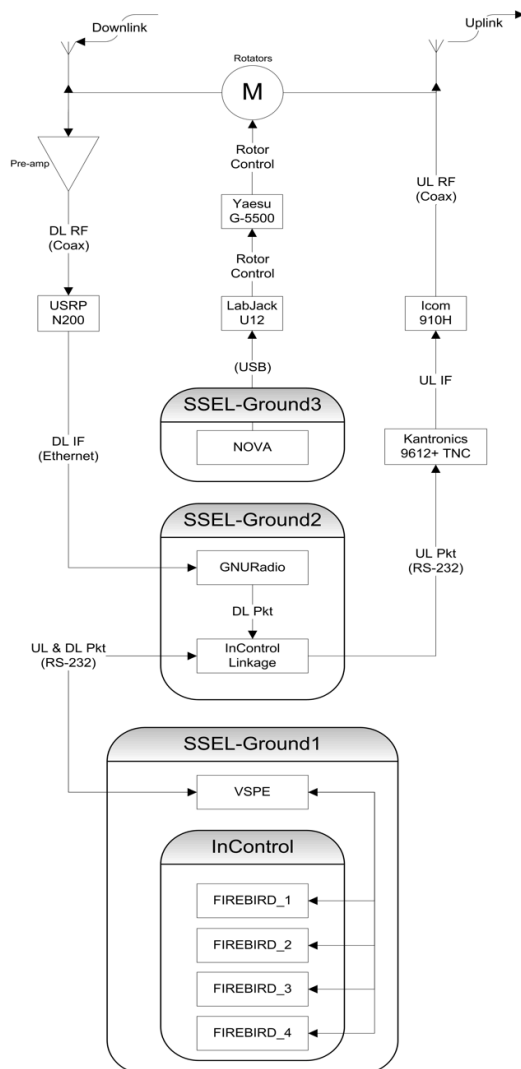 Downlink
Uplink
Rotators
M
Pre-amp
Rotor
Control
UL RF
(Coax)
Yaesu
G-5500
DL RF
(Coax)
Rotor
Control
USRP
N200
LabJack
U12
Icom
910H
(USB)
UL IF
SSEL-Ground3
NOVA
DL IF
(Ethernet)
Kantronics
9612+ TNC
SSEL-Ground2
GNURadio
UL Pkt
(RS-232)
DL Pkt
UL & DL Pkt
(RS-232)
InControl
Linkage
SSEL-Ground1
VSPE
InControl
FIREBIRD_1
FIREBIRD_2
FIREBIRD_3
FIREBIRD_4